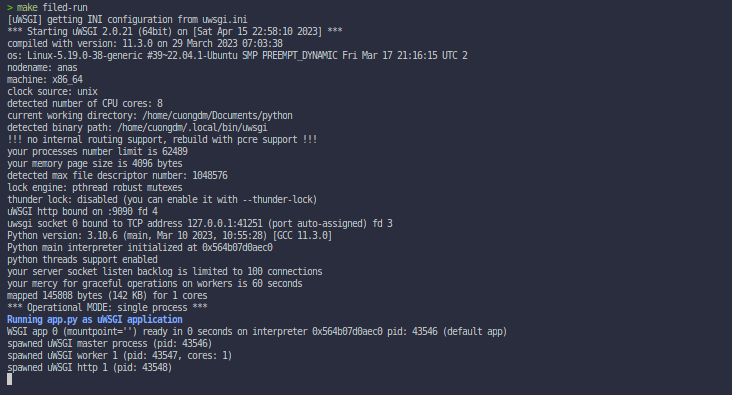 > make filed-run
[uWSGI] getting INI configuration from uwsgi.ini
*** Starting uWSGI 2.0.21 (64bit) on [Sat Apr 15 22:58:10 2023] ***
compiled with version: 11.3.0 on 29 March 2023 07:03:38
os: Linux-5.19.0-38-generic #39~22.04.1-Ubuntu SMP PREEMPT_DYNAMIC Fri Mar 17 21:16:15 UTC 2
nodename: anas
machine: x86_64
clock source: unix
detected number of CPU cores: 8
current working directory: /home/cuongdm/Documents/python
detected binary path: /home/cuongdm/.local/bin/uwsgi
!!! no internal routing support, rebuild with pcre support !!!
your processes number limit is 62489
your memory page size is 4096 bytes
detected max file descriptor number: 1048576
lock engine: pthread robust mutexes
thunder lock: disabled (you can enable it with --thunder-lock)
uWSGI http bound on :9090 fd 4
uwsgi socket 0 bound to TCP address 127.0.0.1:41251 (port auto-assigned) fd 3
Python version: 3.10.6 (main, Mar 10 2023, 10:55:28) [GCC 11.3.0]
Python main interpreter initialized at 0x564b07d0aec0
python threads support enabled
your server socket listen backlog is limited to 100 connections
your mercy for graceful operations on workers is 60 seconds
mapped 145808 bytes (142 KB) for 1 cores
*** Operational MODE: single process ***
Running app.py as uWSGI application
WSGI app 0 (mountpoint='') ready in 0 seconds on interpreter 0x564b07d0aec0 pid: 43546 (default app)
spawned uWSGI master process (pid: 43546)
spawned uWSGI worker 1 (pid: 43547, cores: 1)
spawned uWSGI http 1 (pid: 43548)